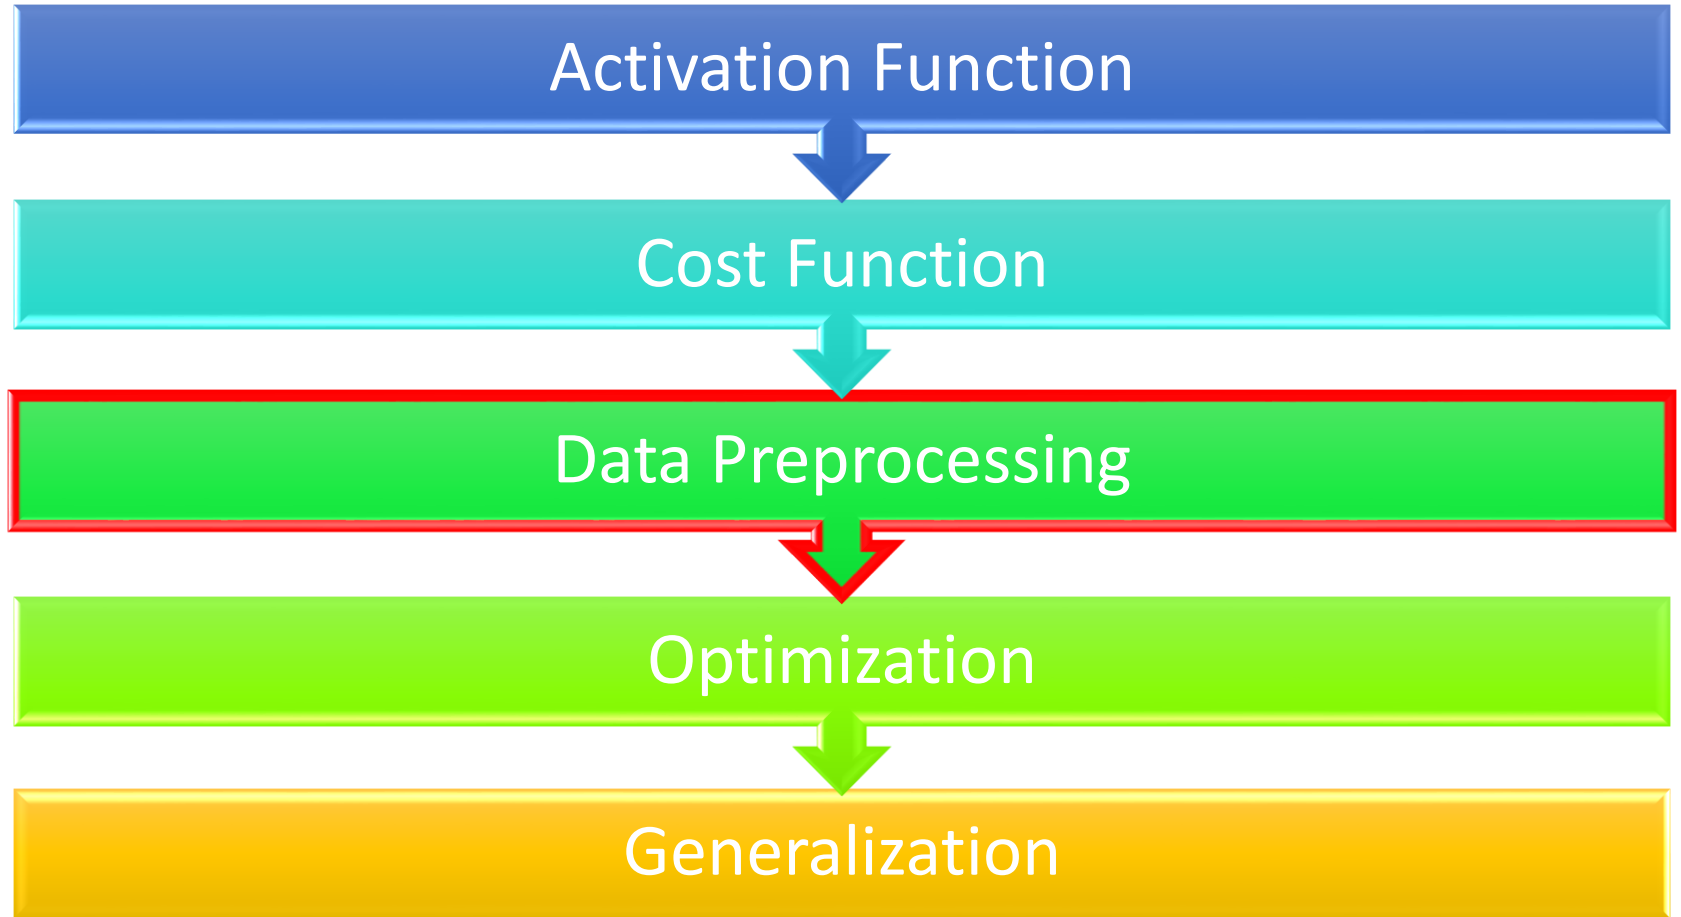 Activation Function
Cost Function
Data Preprocessing
Optimization
Generalization